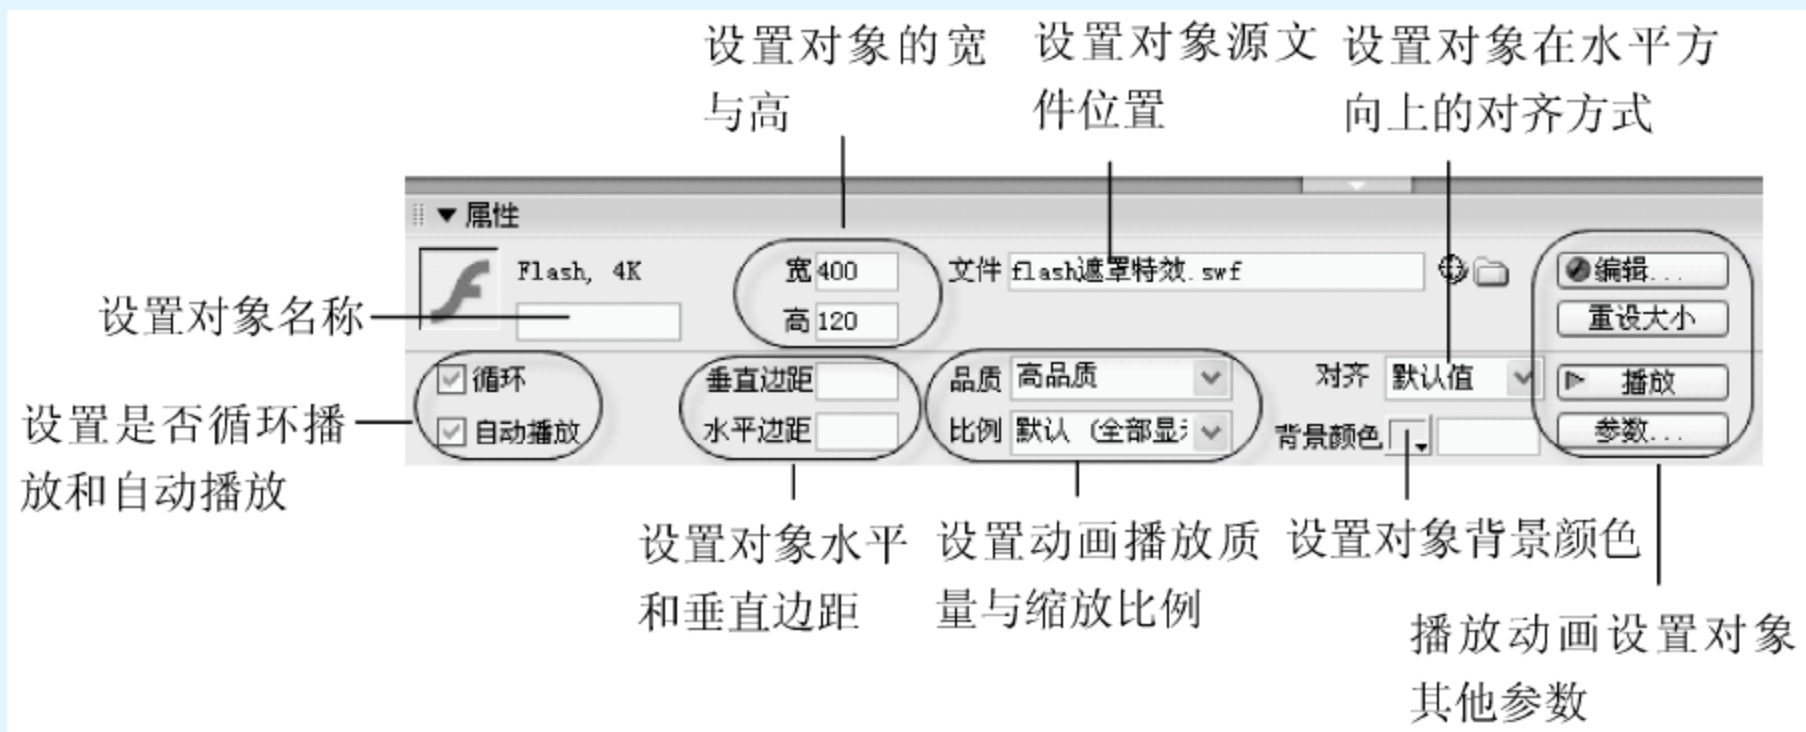 设置对象的宽
与高
设置对象源文
件位置
设置对象在水平方
向上的对齐方式
属性
Flash, 4K
宽 400
文件 flash遮罩特效.swf
编辑...
设置对象名称
高 120
重设大小
循环
垂直边距
品质 高品质
对齐 默认值
播放
设置是否循环播
放和自动播放
自动播放
水平边距
比例 默认 (全部显
背景颜色
参数...
设置对象水平
和垂直边距
设置动画播放质
量与缩放比例
设置对象背景颜色
播放动画设置对象
其他参数